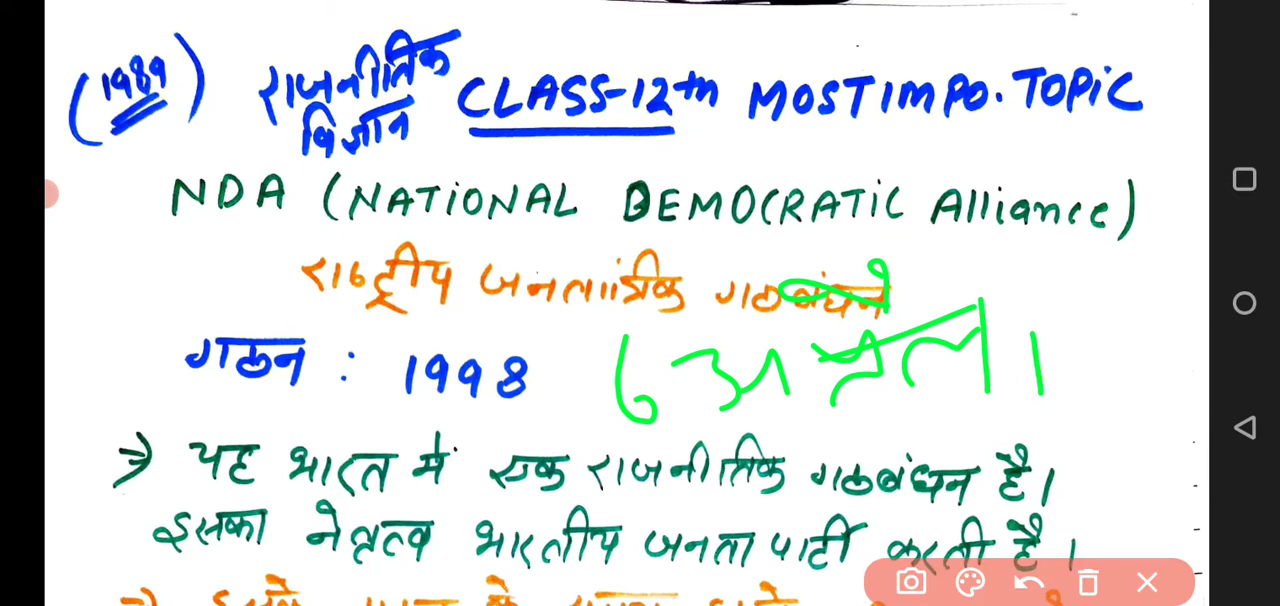 (1989) राजनीतिक विज्ञान CLASS-12th MOST IMPO. TOPIC
NDA (NATIONAL DEMOCRATIC Alliance)
राष्ट्रीय जनतांत्रिक गठबंधन
गठन : 1998
→ यह भारत में एक राजनीतिक गठबंधन है।
इसका नेतृत्व भारतीय जनता पार्टी करती है।